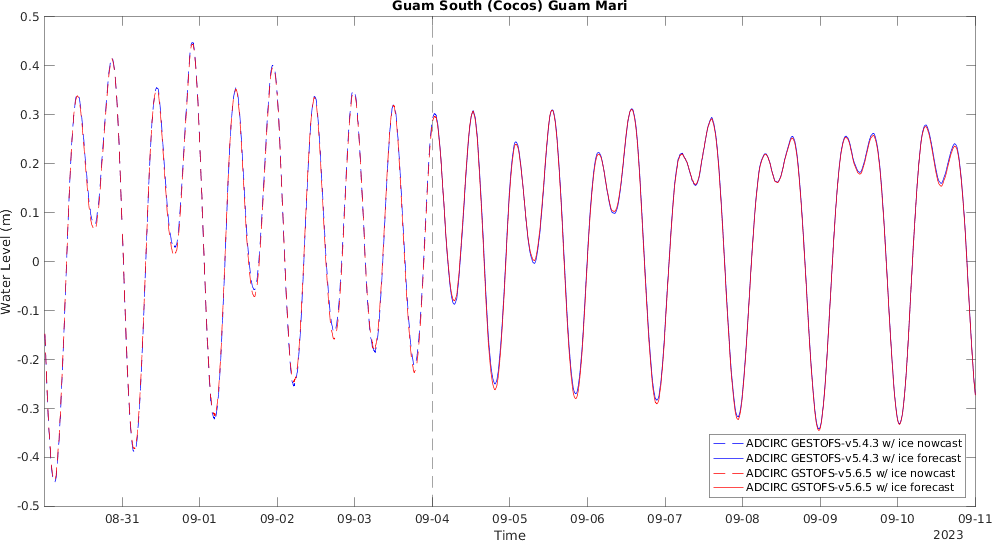 Guam South (Cocos) Guam Mari
0.5
0.4
0.3
0.2
0.1
0
-0.1
-0.2
-0.3
-0.4
-0.5
Water Level (m)
08-31 09-01 09-02 09-03 09-04 09-05 09-06 09-07 09-08 09-09 09-10 09-11
Time
2023
ADCIRC GESTOFS-v5.4.3 w/ ice nowcast
ADCIRC GESTOFS-v5.4.3 w/ ice forecast
ADCIRC GSTOFS-v5.6.5 w/ ice nowcast
ADCIRC GSTOFS-v5.6.5 w/ ice forecast